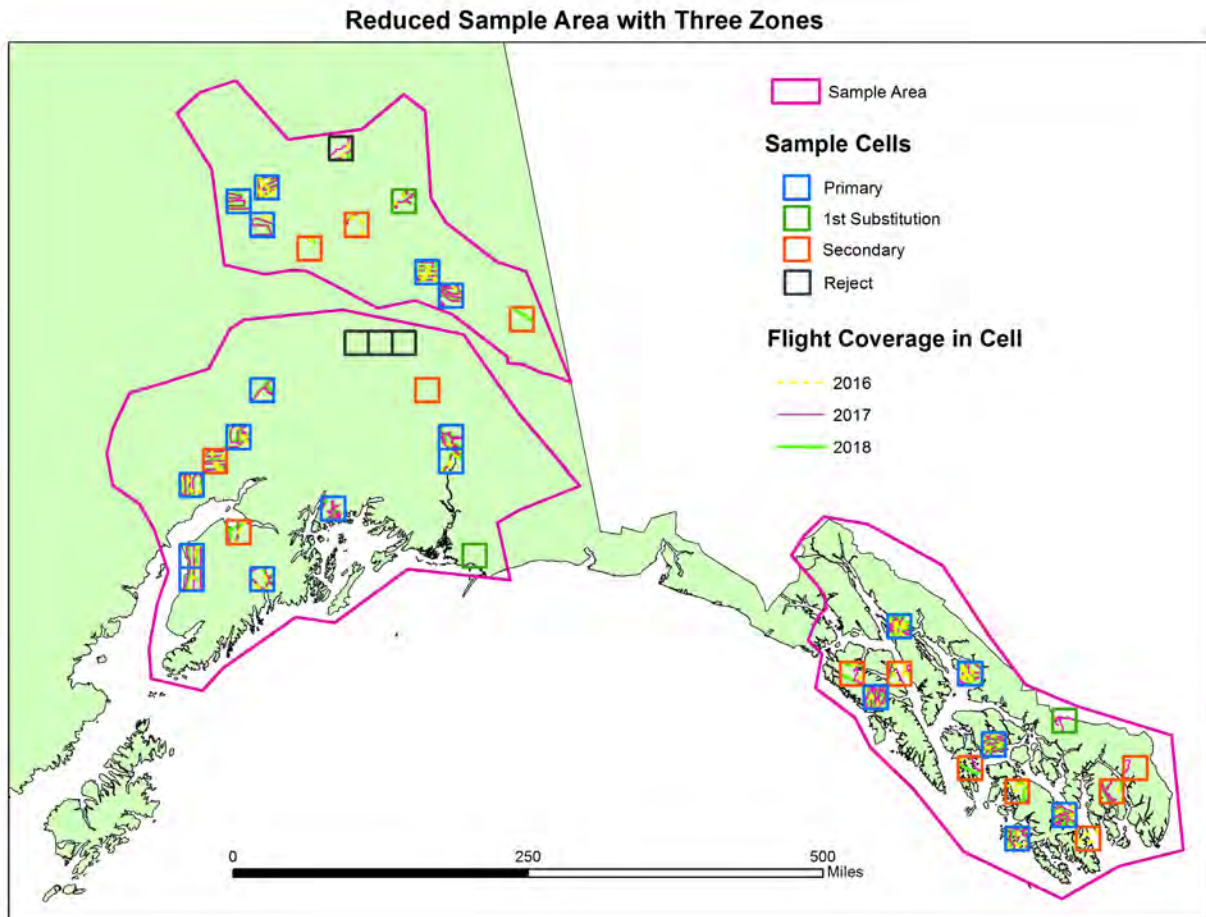 Reduced Sample Area with Three Zones
Sample Area
Sample Cells
Primary
1st Substitution
Secondary
Reject
Flight Coverage in Cell
2016
2017
2018
0 250 500
Miles